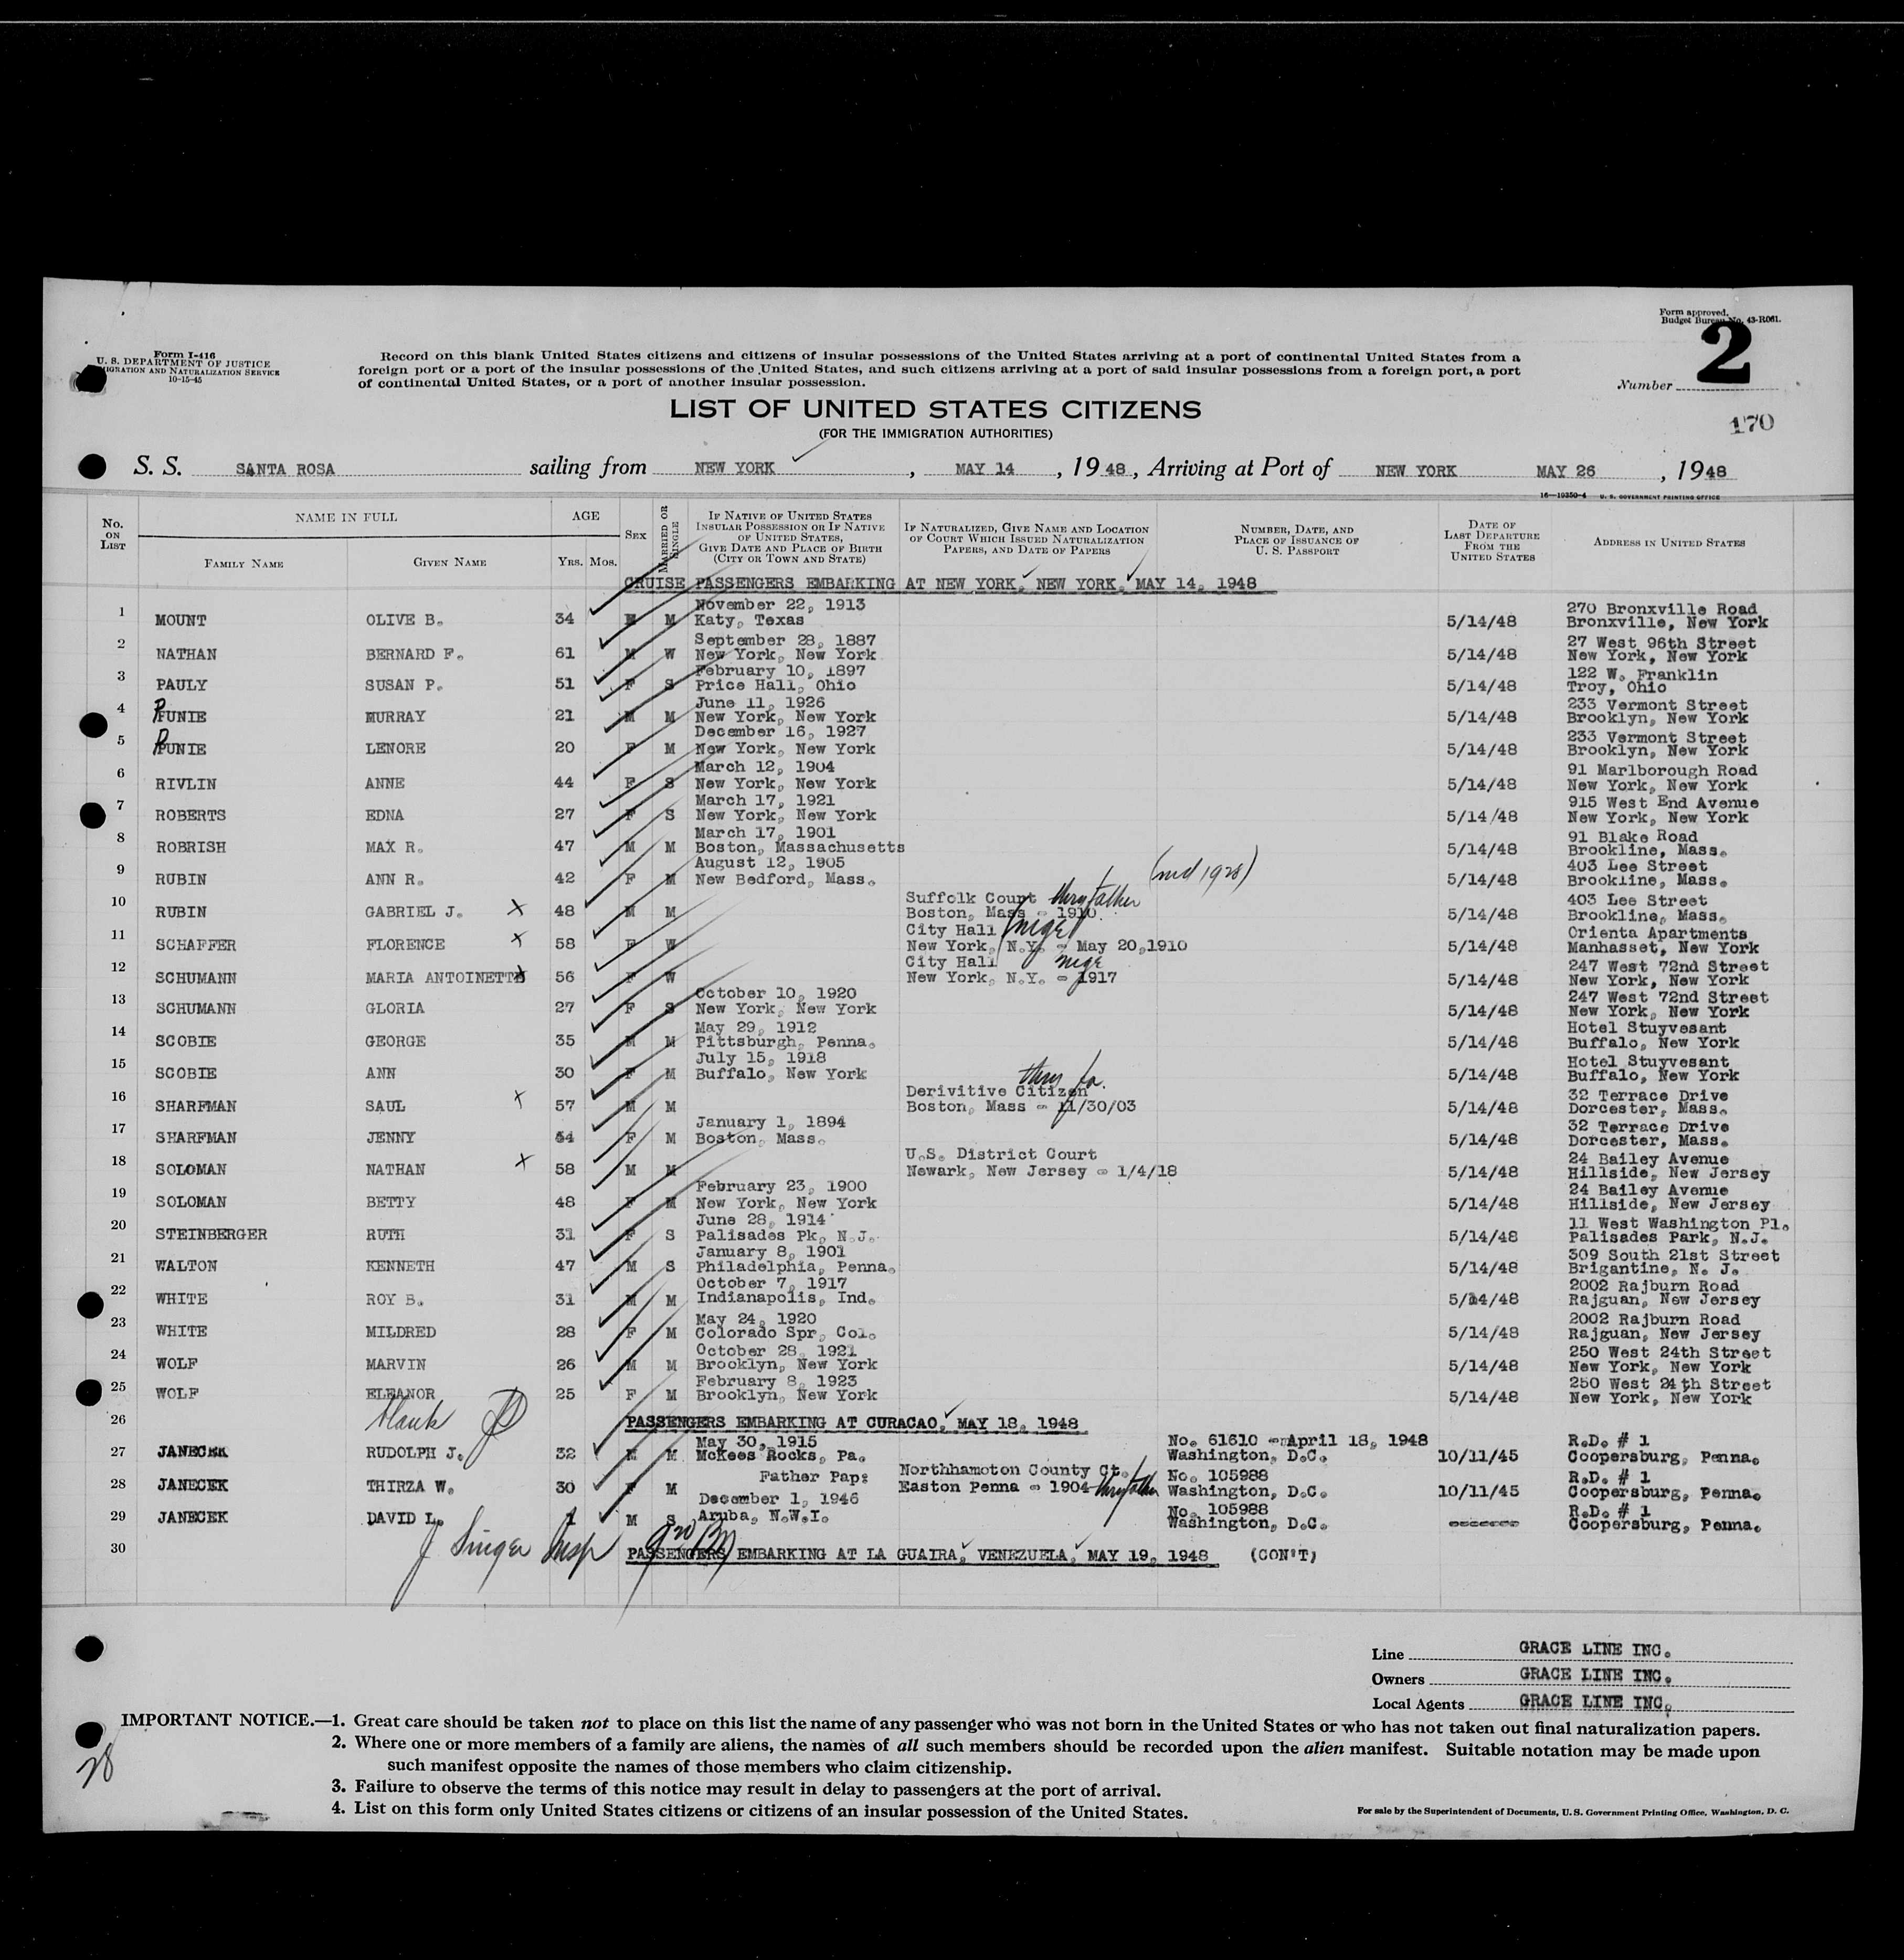 Form approved.
Budget Bureau No. 43-R061.
Form I-416
U. S. DEPARTMENT OF JUSTICE
IGRATION AND NATURALIZATION SERVICE
10-15-45
Record on this blank United States citizens and citizens of insular possessions of the United States arriving at a port of continental United States from a
foreign port or a port of the insular possessions of the United States, and such citizens arriving at a port of said insular possessions from a foreign port, a port
of continental United States, or a port of another insular possession.
Number 2
LIST OF UNITED STATES CITIZENS
(FOR THE IMMIGRATION AUTHORITIES)
170
S. S. SANTA ROSA sailing from NEW YORK, MAY 14, 1948, Arriving at Port of NEW YORK MAY 26, 1948
16—19350-4 U. S. GOVERNMENT PRINTING OFFICE
No. ON LIST
NAME IN FULL
FAMILY NAME
GIVEN NAME
AGE
YRS. MOS.
SEX
MARRIED OR SINGLE
IF NATIVE OF UNITED STATES INSULAR POSSESSION OR IF NATIVE OF UNITED STATES, GIVE DATE AND PLACE OF BIRTH (CITY OR TOWN AND STATE)
IF NATURALIZED, GIVE NAME AND LOCATION OF COURT WHICH ISSUED NATURALIZATION PAPERS, AND DATE OF PAPERS
NUMBER, DATE, AND PLACE OF ISSUANCE OF U. S. PASSPORT
DATE OF LAST DEPARTURE FROM THE UNITED STATES
ADDRESS IN UNITED STATES
CRUISE PASSENGERS EMBARKING AT NEW YORK, NEW YORK, MAY 14, 1948
1 November 22, 1913 270 Bronxville Road
MOUNT OLIVE B. 34 M Katy, Texas 5/14/48 Bronxville, New York
2 September 28, 1887 27 West 96th Street
NATHAN BERNARD F. 61 M W New York, New York 5/14/48 New York, New York
3 February 10, 1897 122 W. Franklin
PAULY SUSAN P. 51 F S Price Hall, Ohio 5/14/48 Troy, Ohio
4 June 11, 1926 233 Vermont Street
PUNIE MURRAY 21 M M New York, New York 5/14/48 Brooklyn, New York
5 December 16, 1927 233 Vermont Street
PUNIE LENORE 20 F M New York, New York 5/14/48 Brooklyn, New York
6 March 12, 1904 91 Marlborough Road
RIVLIN ANNE 44 F S New York, New York 5/14/48 New York, New York
7 March 17, 1921 915 West End Avenue
ROBERTS EDNA 27 F S New York, New York 5/14/48 New York, New York
8 March 17, 1901 91 Blake Road
ROBRISH MAX R. 47 M M Boston, Massachusetts 5/14/48 Brookline, Mass.
9 August 12, 1905 403 Lee Street
RUBIN ANN R. 42 F M New Bedford, Mass. (md 1928) 5/14/48 Brookline, Mass.
10 Suffolk Court thru father 403 Lee Street
RUBIN GABRIEL J. X 48 M M Boston, Mass - 1910. 5/14/48 Brookline, Mass.
11 City Hall Orienta Apartments
SCHAFFER FLORENCE X 58 F W New York, N.Y. - May 20,1910 5/14/48 Manhasset, New York
12 City Hall 247 West 72nd Street
SCHUMANN MARIA ANTOINETTE X 56 F W New York, N.Y. - 1917 5/14/48 New York, New York
13 October 10, 1920 247 West 72nd Street
SCHUMANN GLORIA 27 F S New York, New York 5/14/48 New York, New York
14 May 29, 1912 Hotel Stuyvesant
SCOBIE GEORGE 35 M M Pittsburgh, Penna. 5/14/48 Buffalo, New York
15 July 15, 1918 Hotel Stuyvesant
SCOBIE ANN 30 F M Buffalo, New York 5/14/48 Buffalo, New York
thru fa.
16 Derivitive Citizen 32 Terrace Drive
SHARFMAN SAUL X 57 M M Boston, Mass - 11/30/03 5/14/48 Dorcester, Mass.
17 January 1, 1894 32 Terrace Drive
SHARFMAN JENNY 54 F M Boston, Mass. 5/14/48 Dorcester, Mass.
18 U.S. District Court 24 Bailey Avenue
SOLOMAN NATHAN X 58 M M Newark, New Jersey - 1/4/18 5/14/48 Hillside, New Jersey
19 February 23, 1900 24 Bailey Avenue
SOLOMAN BETTY 48 F M New York, New York 5/14/48 Hillside, New Jersey
20 June 28, 1914 11 West Washington Pl.
STEINBERGER RUTH 31 F S Palisades Pk, N.J. 5/14/48 Palisades Park, N.J.
21 January 8, 1901 309 South 21st Street
WALTON KENNETH 47 M S Philadelphia, Penna. 5/14/48 Brigantine, N. J.
22 October 7, 1917 2002 Rajburn Road
WHITE ROY B. 31 M M Indianapolis, Ind. 5/14/48 Rajguan, New Jersey
23 May 24, 1920 2002 Rajburn Road
WHITE MILDRED 28 F M Colorado Spr, Col. 5/14/48 Rajguan, New Jersey
24 October 28, 1921 250 West 24th Street
WOLF MARVIN 26 M M Brooklyn, New York 5/14/48 New York, New York
25 February 8, 1923 250 West 24th Street
WOLF ELEANOR 25 F M Brooklyn, New York 5/14/48 New York, New York
26 PASSENGERS EMBARKING AT CURACAO, MAY 18, 1948
27 May 30, 1915 No. 61610 - April 18, 1948 R.D. # 1
JANECEK RUDOLPH J. 32 M M McKees Rocks, Pa. Washington, D.C. 10/11/45 Coopersburg, Penna.
28 Father Pap: Northhamoton County Ct. No. 105988 R.D. # 1
JANECEK THIRZA W. 30 F M Easton Penna - 1904 thru father Washington, D.C. 10/11/45 Coopersburg, Penna.
29 December 1, 1946 No. 105988 R.D. # 1
JANECEK DAVID L. 1 M S Aruba, N.W.I. Washington, D.C. ------- Coopersburg, Penna.
J Singer Insp
30 PASSENGERS EMBARKING AT LA GUAIRA, VENEZUELA, MAY 19, 1948 (CON'T)
Line GRACE LINE INC.
Owners GRACE LINE INC.
Local Agents GRACE LINE INC.
IMPORTANT NOTICE.—1. Great care should be taken not to place on this list the name of any passenger who was not born in the United States or who has not taken out final naturalization papers.
2. Where one or more members of a family are aliens, the names of all such members should be recorded upon the alien manifest. Suitable notation may be made upon
such manifest opposite the names of those members who claim citizenship.
3. Failure to observe the terms of this notice may result in delay to passengers at the port of arrival.
4. List on this form only United States citizens or citizens of an insular possession of the United States.
For sale by the Superintendent of Documents, U. S. Government Printing Office, Washington, D. C.
28